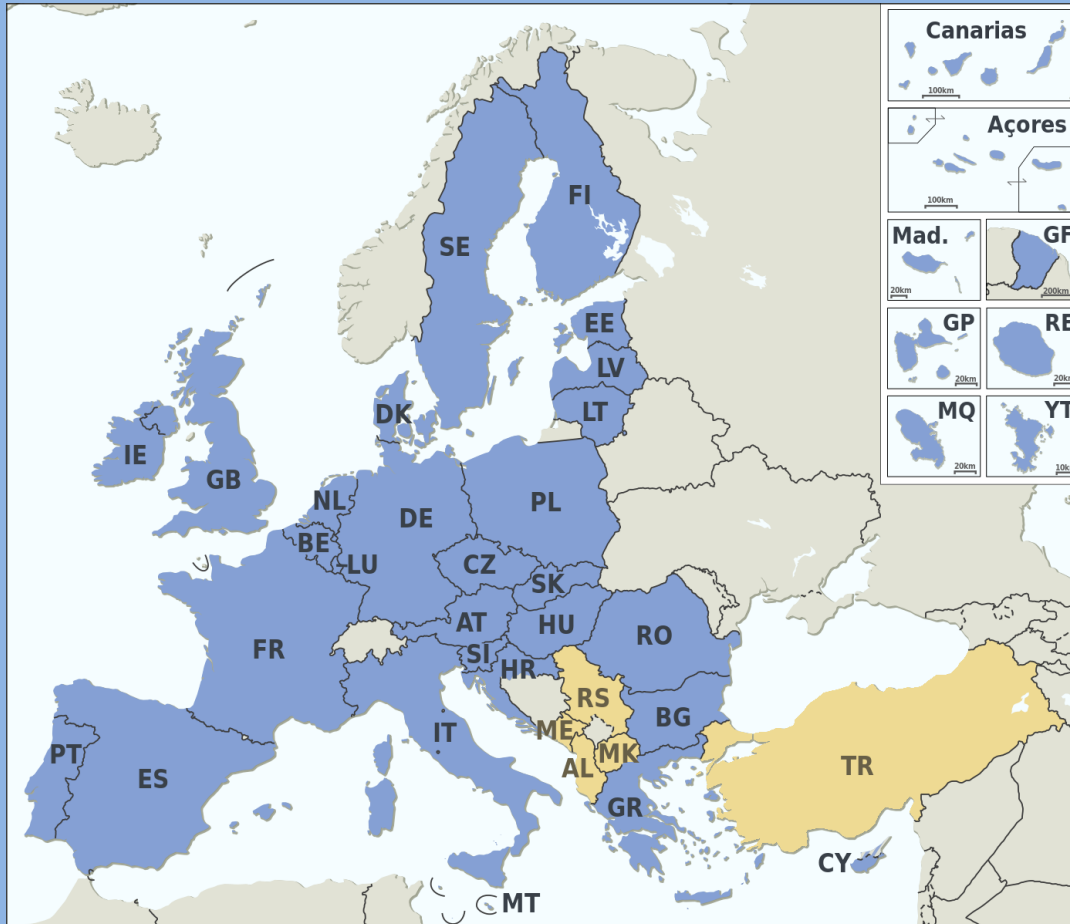 Canarias
100km
Açores
100km
Mad.
20km
GF
200km
GP
20km
RE
20k
MQ
20km
YT
10k
FI
SE
EE
LV
LT
DK
IE
GB
NL
DE
PL
BE
LU
CZ
SK
AT
HU
RO
FR
SI
HR
RS
BG
ME
IT
MK
AL
PT
ES
TR
GR
CY
MT